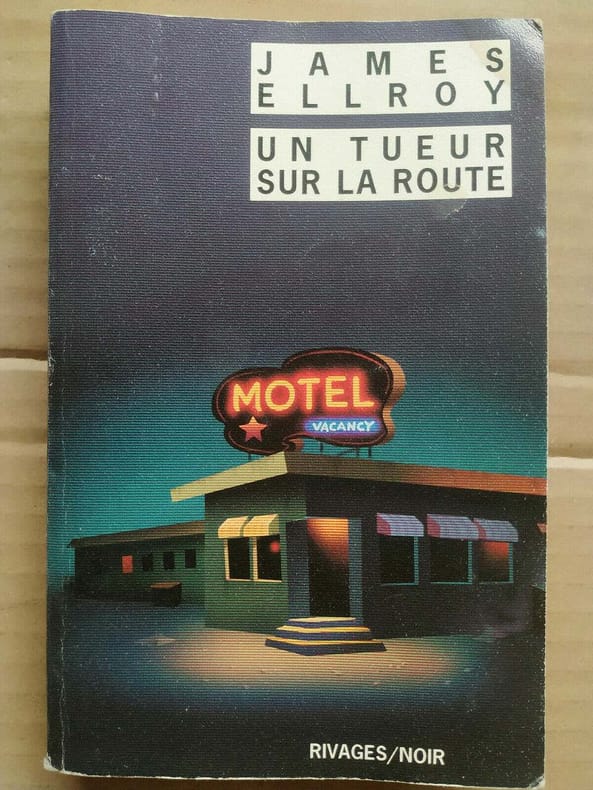 JAMES
ELLROY
UN TUEUR
SUR LA ROUTE
MOTEL
VACANCY
RIVAGES/NOIR